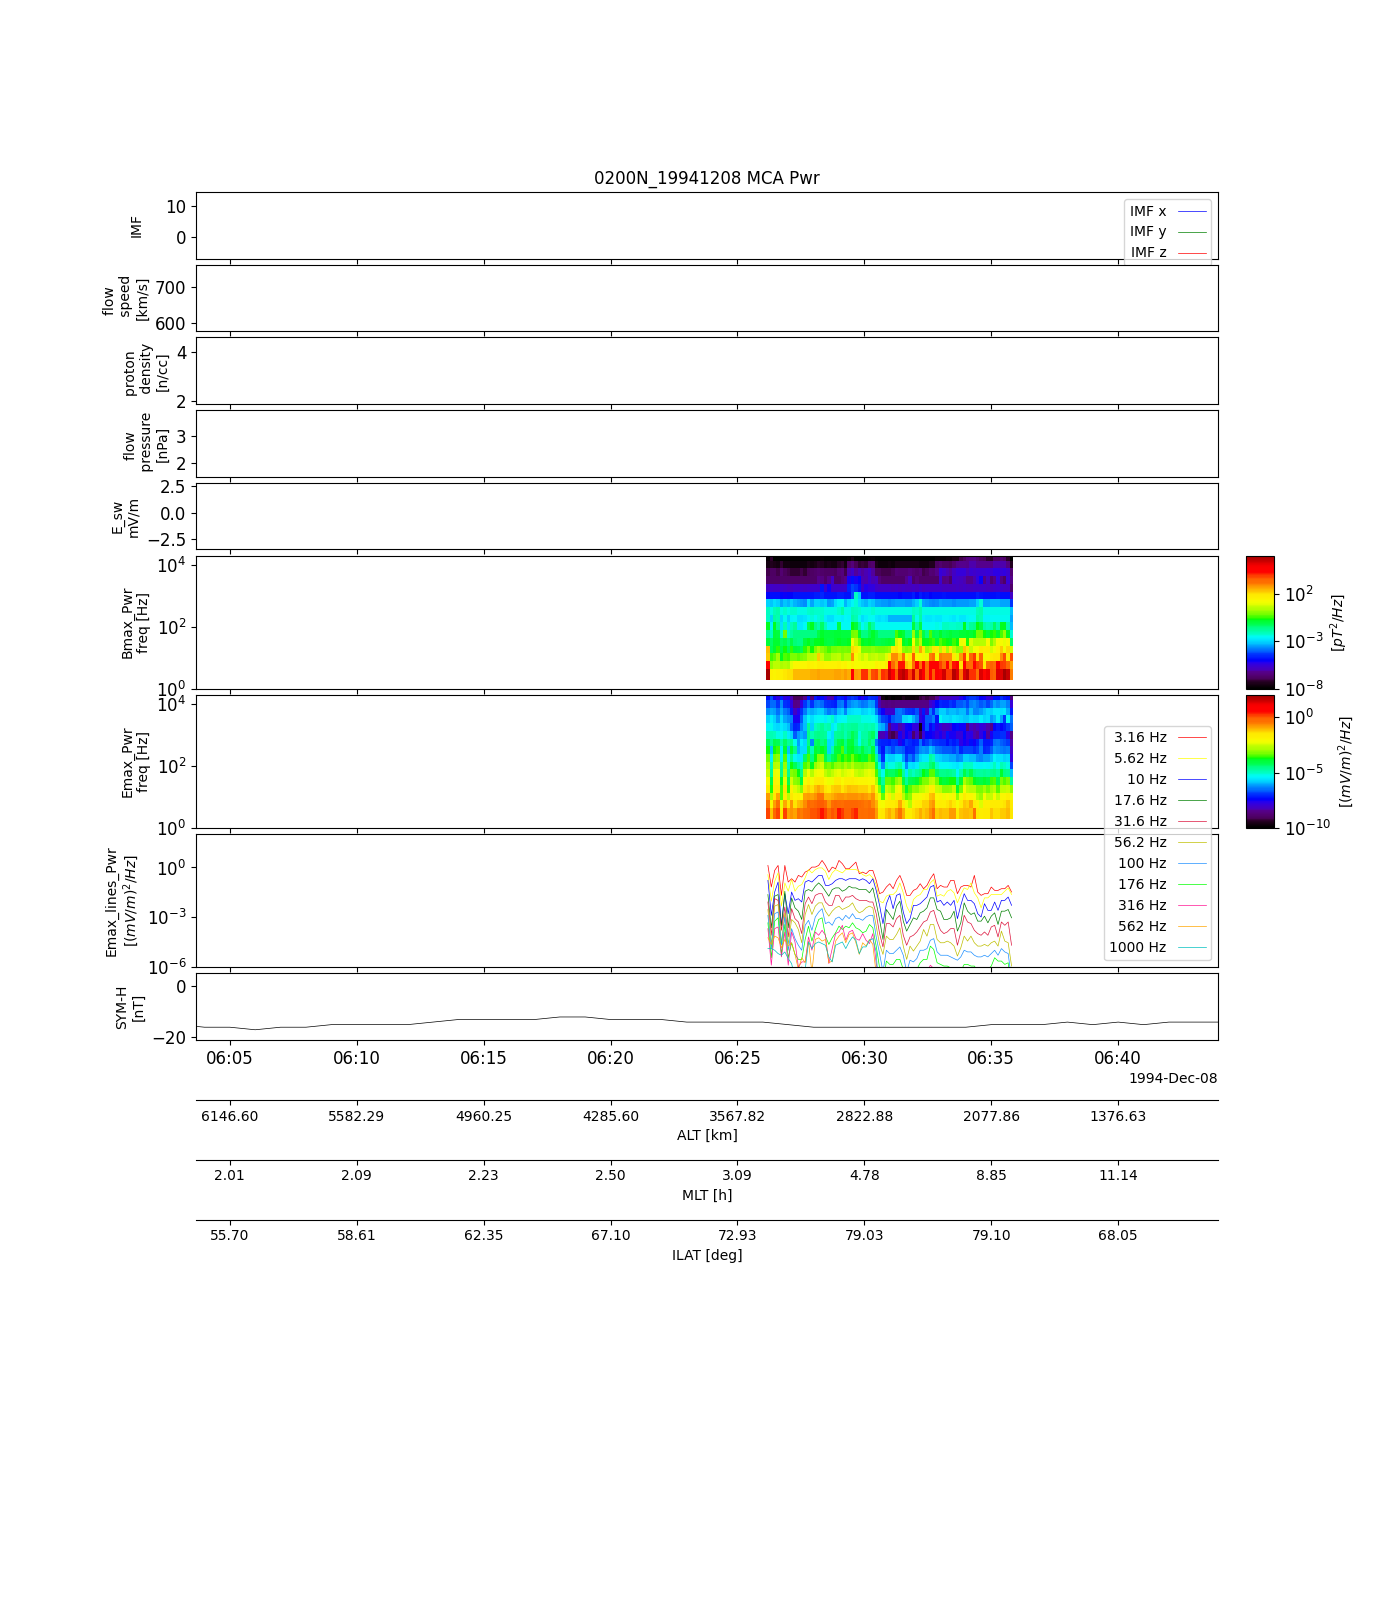 0200N_19941208 MCA Pwr
IMF
10
0
IMF x
IMF y
IMF z
flow
speed
[km/s]
700
600
proton
density
[n/cc]
4
2
flow
pressure
[nPa]
3
2
E_sw
mV/m
2.5
0.0
−2.5
Bmax_Pwr
freq [Hz]
10^4
10^2
10^0
10^2
10^−3
10^−8
[pT^2/Hz]
Emax_Pwr
freq [Hz]
10^4
10^2
10^0
10^0
10^−5
10^−10
[(mV/m)^2/Hz]
3.16 Hz
5.62 Hz
10 Hz
17.6 Hz
31.6 Hz
56.2 Hz
100 Hz
176 Hz
316 Hz
562 Hz
1000 Hz
Emax_lines_Pwr
[(mV/m)^2/Hz]
10^0
10^−3
10^−6
SYM-H
[nT]
0
−20
06:05 06:10 06:15 06:20 06:25 06:30 06:35 06:40
1994-Dec-08
6146.60 5582.29 4960.25 4285.60 3567.82 2822.88 2077.86 1376.63
ALT [km]
2.01 2.09 2.23 2.50 3.09 4.78 8.85 11.14
MLT [h]
55.70 58.61 62.35 67.10 72.93 79.03 79.10 68.05
ILAT [deg]